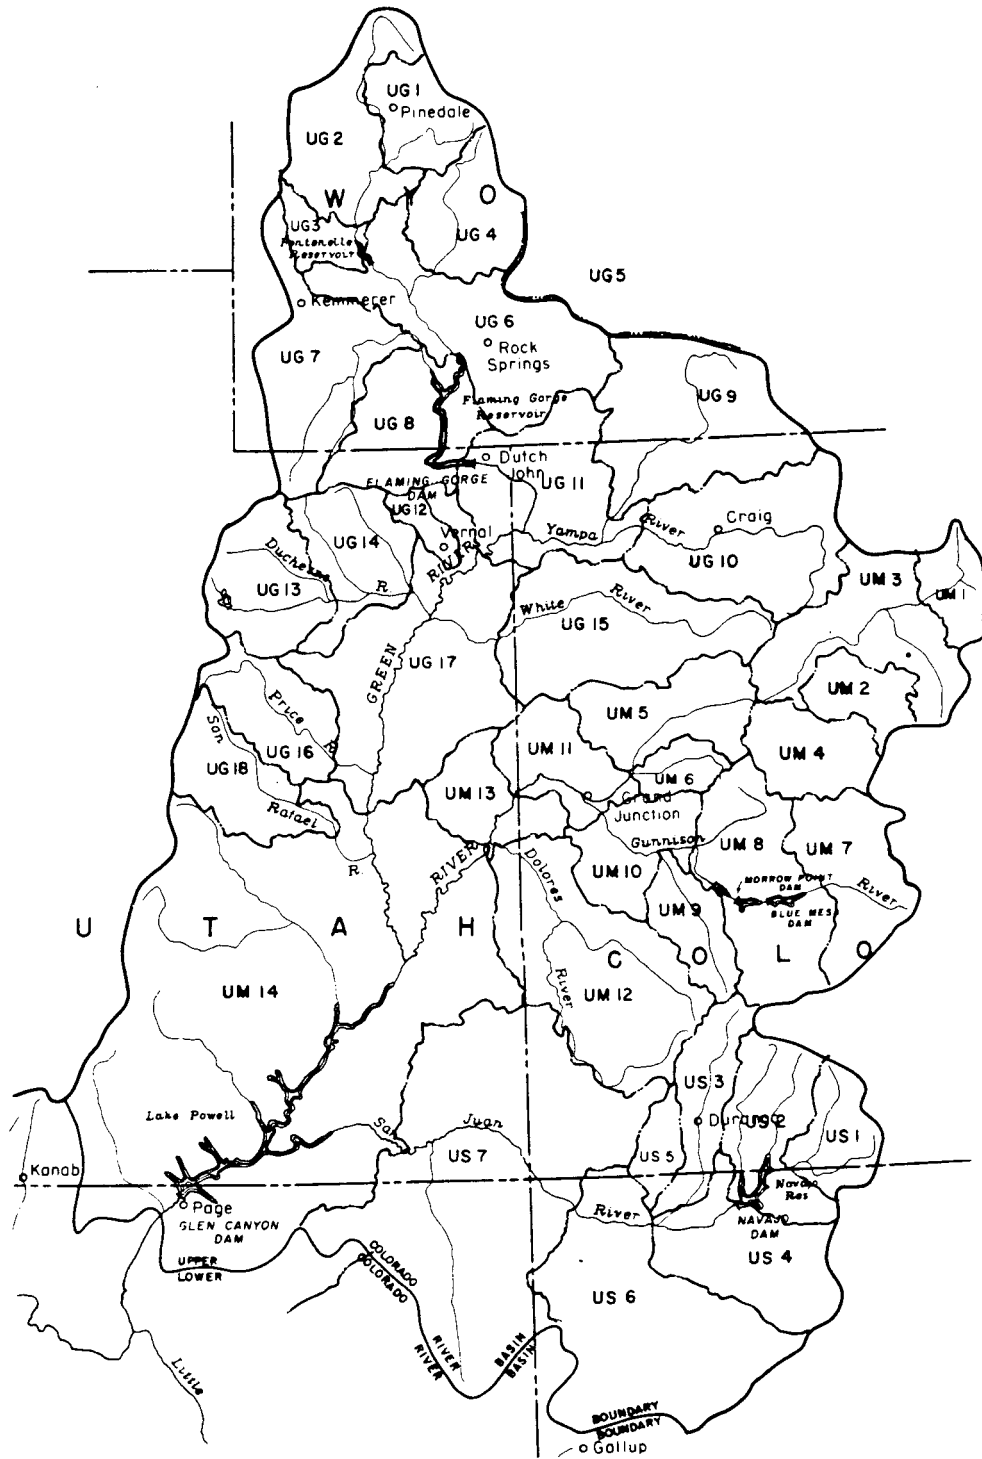 UG 1
Pinedale
UG 2
W
Y
O
UG3
Fontenelle
Reservoir
UG 4
UG 5
Kemmerer
UG 6
Rock
Springs
UG 7
UG 8
UG 9
Flaming Gorge
Reservoir
Dutch
John
FLAMING GORGE
DAM
UG 11
UG12
Vernal
RIVER
Yampa
River
Craig
UG 14
UG 10
Duchesne
R.
UG 13
UM 3
UM 1
White
River
UG 15
GREEN
UG 17
UM 2
Price
R.
San
UG 16
UG 18
Rafael
R.
UM 5
UM 11
UM 4
UM 6
UM 13
Grand
Junction
Gunnison
UM 8
UM 7
RIVER
Dolores
UM 10
MORROW POINT
DAM
River
UM 9
BLUE MESA
DAM
U
T
A
H
C
O
L
O
UM 14
River
UM 12
US 3
Lake Powell
San
Juan
Durango
US 2
US 1
Kanab
US 7
US 5
Navajo
Res
Page
GLEN CANYON
DAM
River
NAVAJO
DAM
US 4
UPPER
LOWER
COLORADO
COLORADO
US 6
RIVER
RIVER
BASIN
BASIN
Little
BOUNDARY
BOUNDARY
Gallup